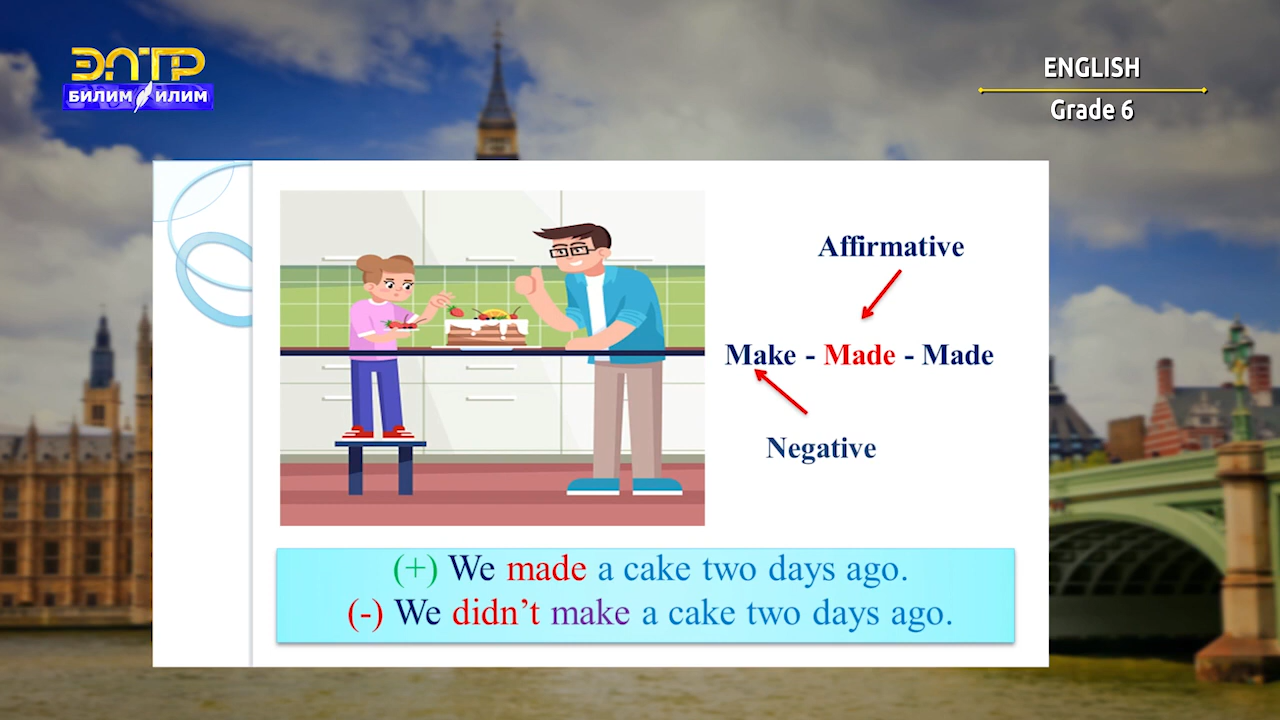 ЭЛТР
БИЛИМ ИЛИМ
ENGLISH
Grade 6
Affirmative
Make - Made - Made
Negative
(+) We made a cake two days ago.
(-) We didn’t make a cake two days ago.